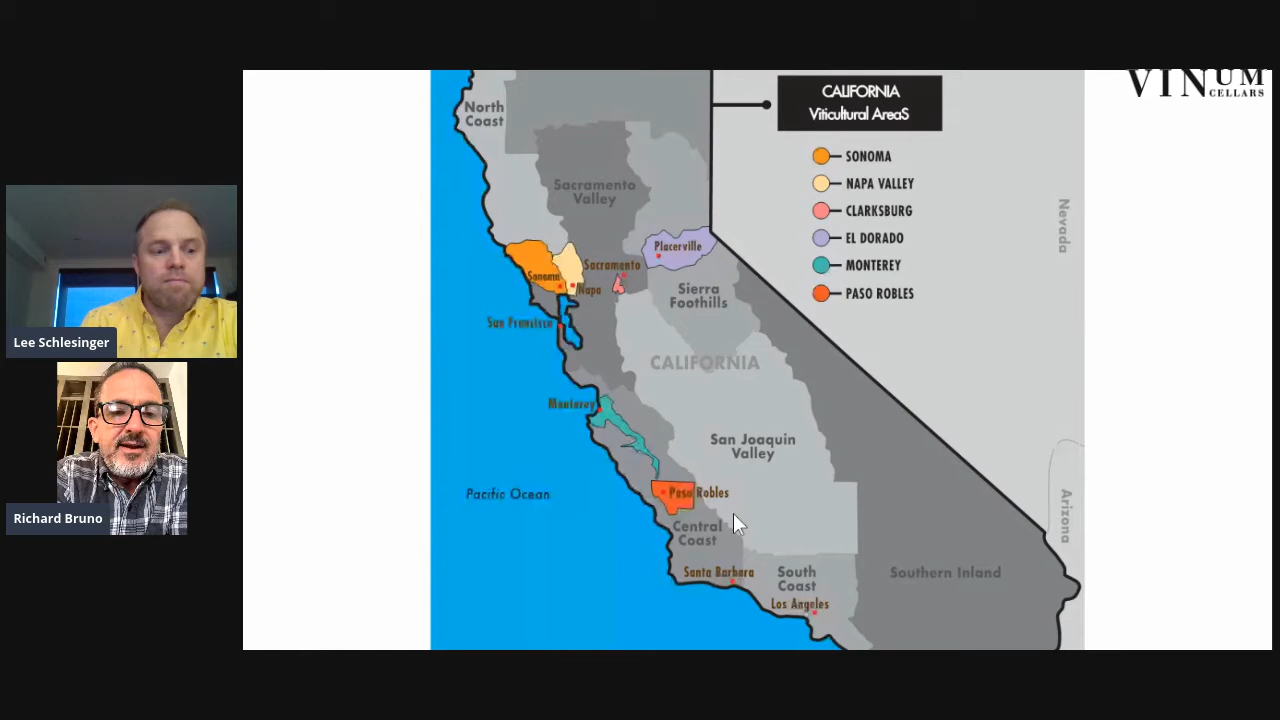 VINUM
CELLARS
CALIFORNIA
Viticultural AreaS
SONOMA
NAPA VALLEY
CLARKSBURG
EL DORADO
MONTEREY
PASO ROBLES
North
Coast
Sacramento
Valley
Placerville
Sacramento
Sonoma
Napa
Sierra
Foothills
San Francisco
CALIFORNIA
Monterey
San Joaquin
Valley
Pacific Ocean
Paso Robles
Central
Coast
Santa Barbara
South
Coast
Los Angeles
Southern Inland
Nevada
Arizona
Lee Schlesinger
Richard Bruno